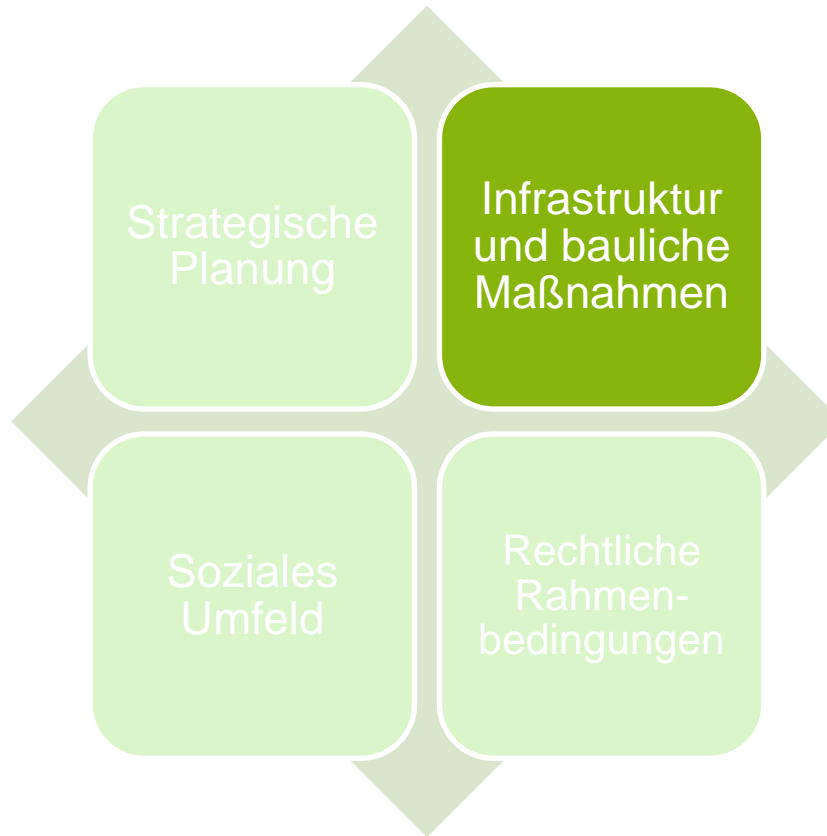 Strategische
Planung
Infrastruktur
und bauliche
Maßnahmen
Soziales
Umfeld
Rechtliche
Rahmen-
bedingungen